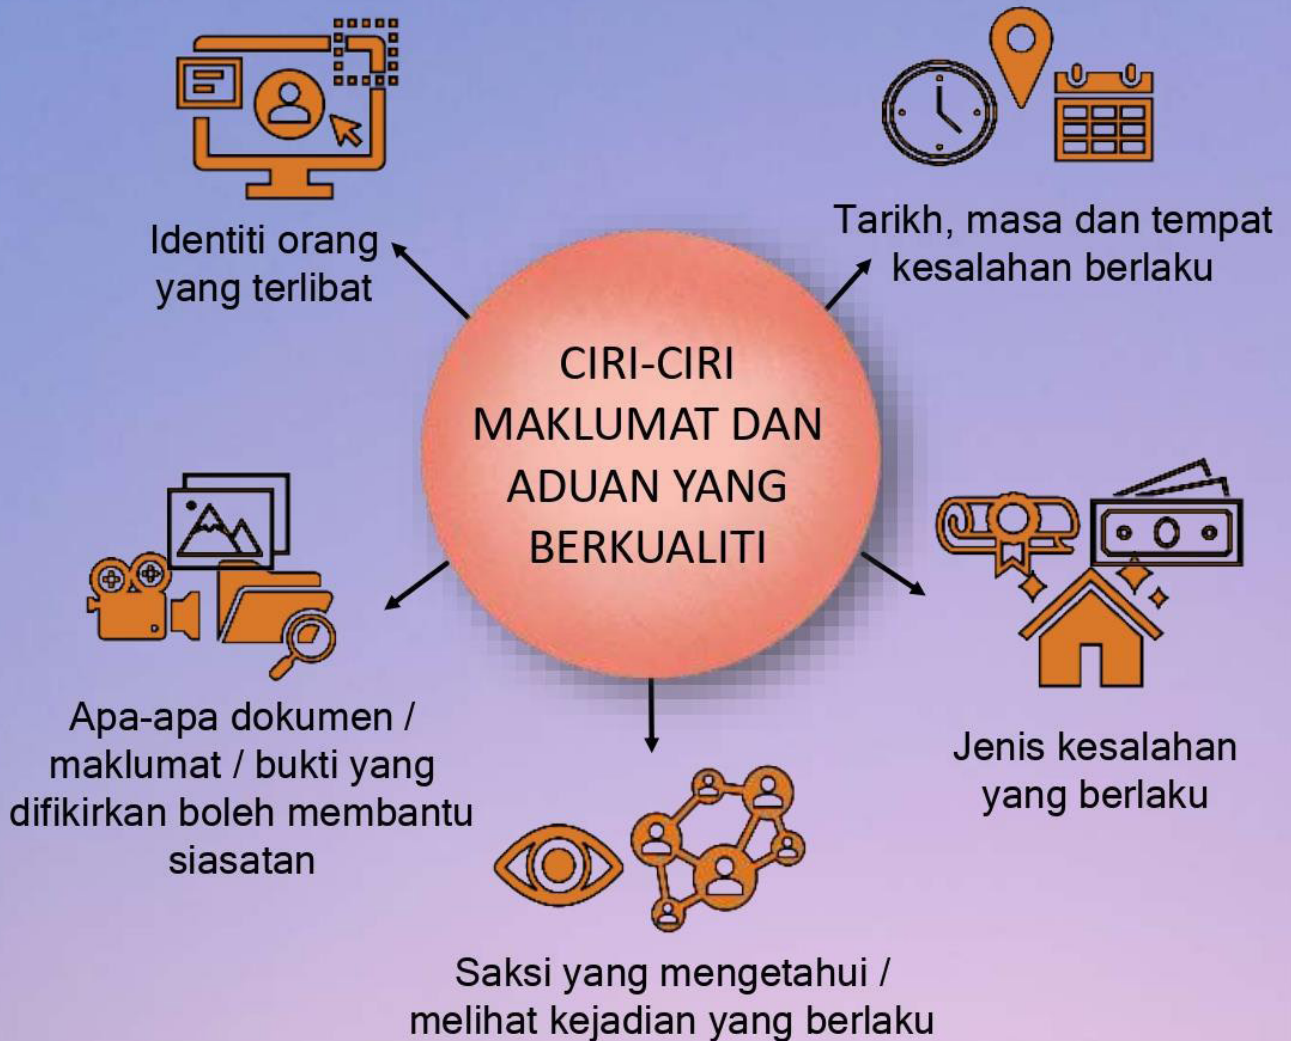 Identiti orang
yang terlibat
Tarikh, masa dan tempat
kesalahan berlaku
CIRI-CIRI
MAKLUMAT DAN
ADUAN YANG
BERKUALITI
Apa-apa dokumen /
maklumat / bukti yang
difikirkan boleh membantu
siasatan
Jenis kesalahan
yang berlaku
Saksi yang mengetahui /
melihat kejadian yang berlaku